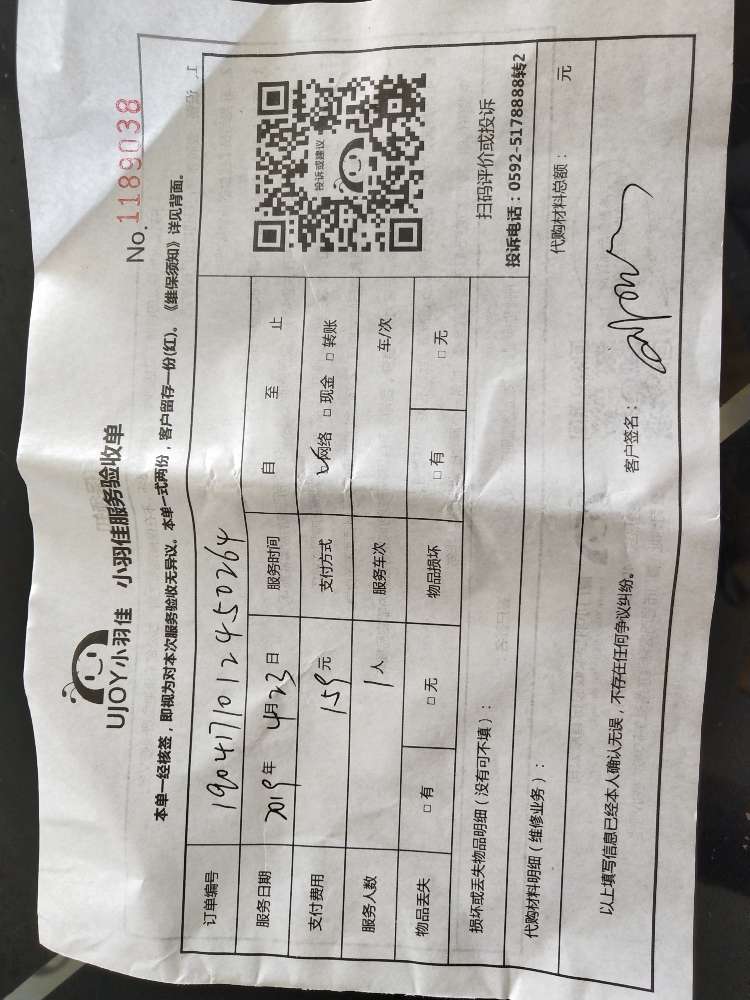 No.1189038
UJOY小羽佳 小羽佳服务验收单
本单一经核签，即视为对本次服务验收无异议。本单一式两份，客户留存一份(红)。《维保须知》详见背面。
订单编号 1904171012450264
服务日期 2019年 4月23日 服务时间 自 至 止
支付费用 159元 支付方式 ☑网络 □现金 □转账
服务人数 1人 服务车次 车/次
物品丢失 □有 □无 物品损坏 □有 □无
投诉或建议
扫码评价或投诉
投诉电话：0592-5178888转2
损坏或丢失物品明细（没有可不填）：
代购材料明细（维修业务）： 代购材料总额： 元
以上填写信息已经本人确认无误，不存在任何争议纠纷。 客户签名：